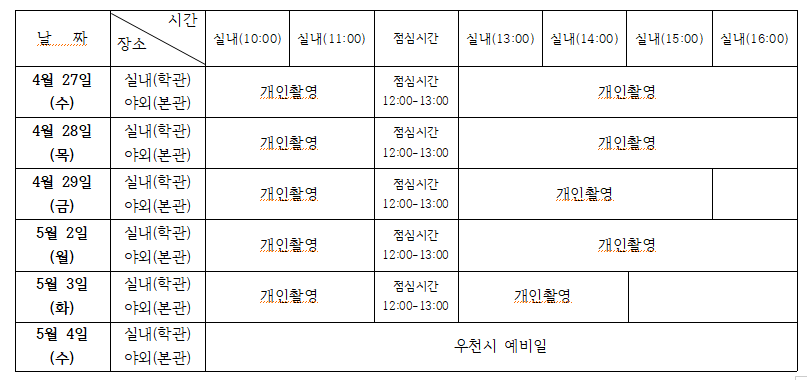 날 짜 시간 장소 실내(10:00) 실내(11:00) 점심시간 실내(13:00) 실내(14:00) 실내(15:00) 실내(16:00)
4월 27일 실내(학관) 개인촬영 점심시간 개인촬영
(수) 야외(본관) 12:00-13:00
4월 28일 실내(학관) 개인촬영 점심시간 개인촬영
(목) 야외(본관) 12:00-13:00
4월 29일 실내(학관) 개인촬영 점심시간 개인촬영
(금) 야외(본관) 12:00-13:00
5월 2일 실내(학관) 개인촬영 점심시간 개인촬영
(월) 야외(본관) 12:00-13:00
5월 3일 실내(학관) 개인촬영 점심시간 개인촬영
(화) 야외(본관) 12:00-13:00
5월 4일 실내(학관) 우천시 예비일
(수) 야외(본관)